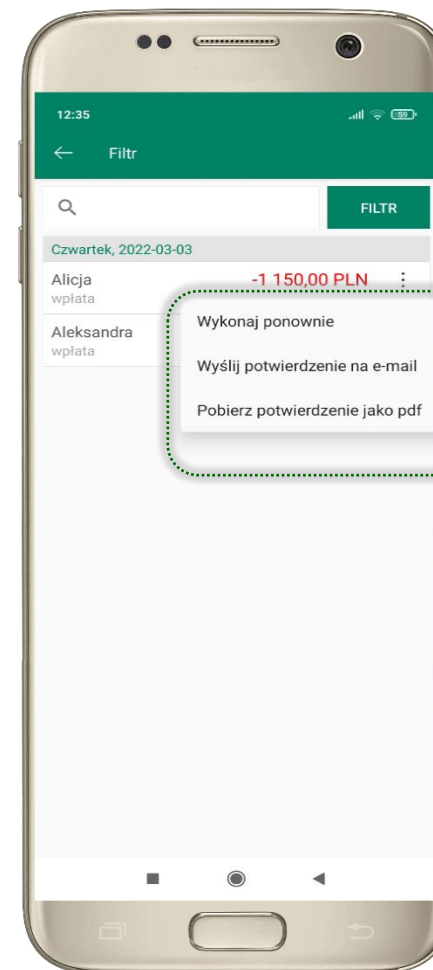 12:35
59
Filtr
FILTR
Czwartek, 2022-03-03
Alicja -1 150,00 PLN
wpłata
Aleksandra
wpłata
Wykonaj ponownie
Wyślij potwierdzenie na e-mail
Pobierz potwierdzenie jako pdf